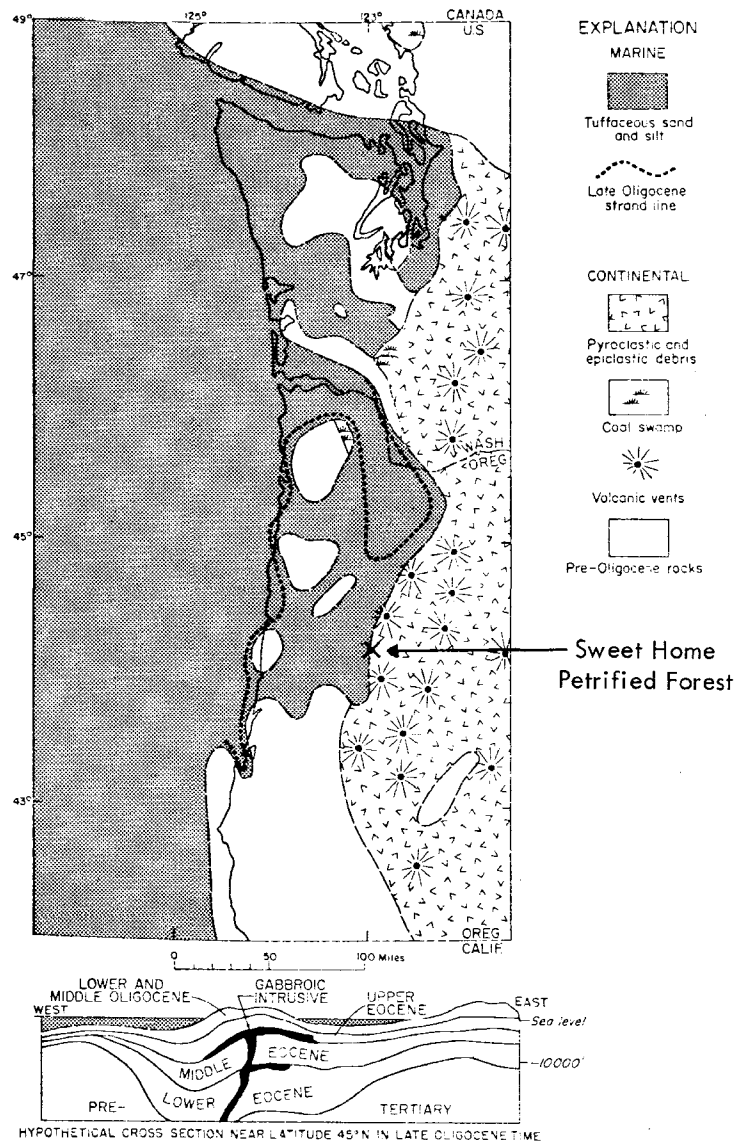 49°
125°
123°
CANADA
U.S
47°
WASH
OREG
45°
43°
OREG
CALIF.
0
50
100 Miles
EXPLANATION
MARINE
Tuffaceous sand
and silt
Late Oligocene
strand line
CONTINENTAL
Pyroclastic and
epiclastic debris
Coal swamp
Volcanic vents
Pre-Oligocene rocks
Sweet Home
Petrified Forest
LOWER AND
MIDDLE OLIGOCENE
GABBROIC
INTRUSIVE
UPPER
EOCENE
WEST
EAST
Sea level
MIDDLE
EOCENE
10000'
LOWER
EOCENE
PRE-
TERTIARY
HYPOTHETICAL CROSS SECTION NEAR LATITUDE 45°N IN LATE OLIGOCENE TIME